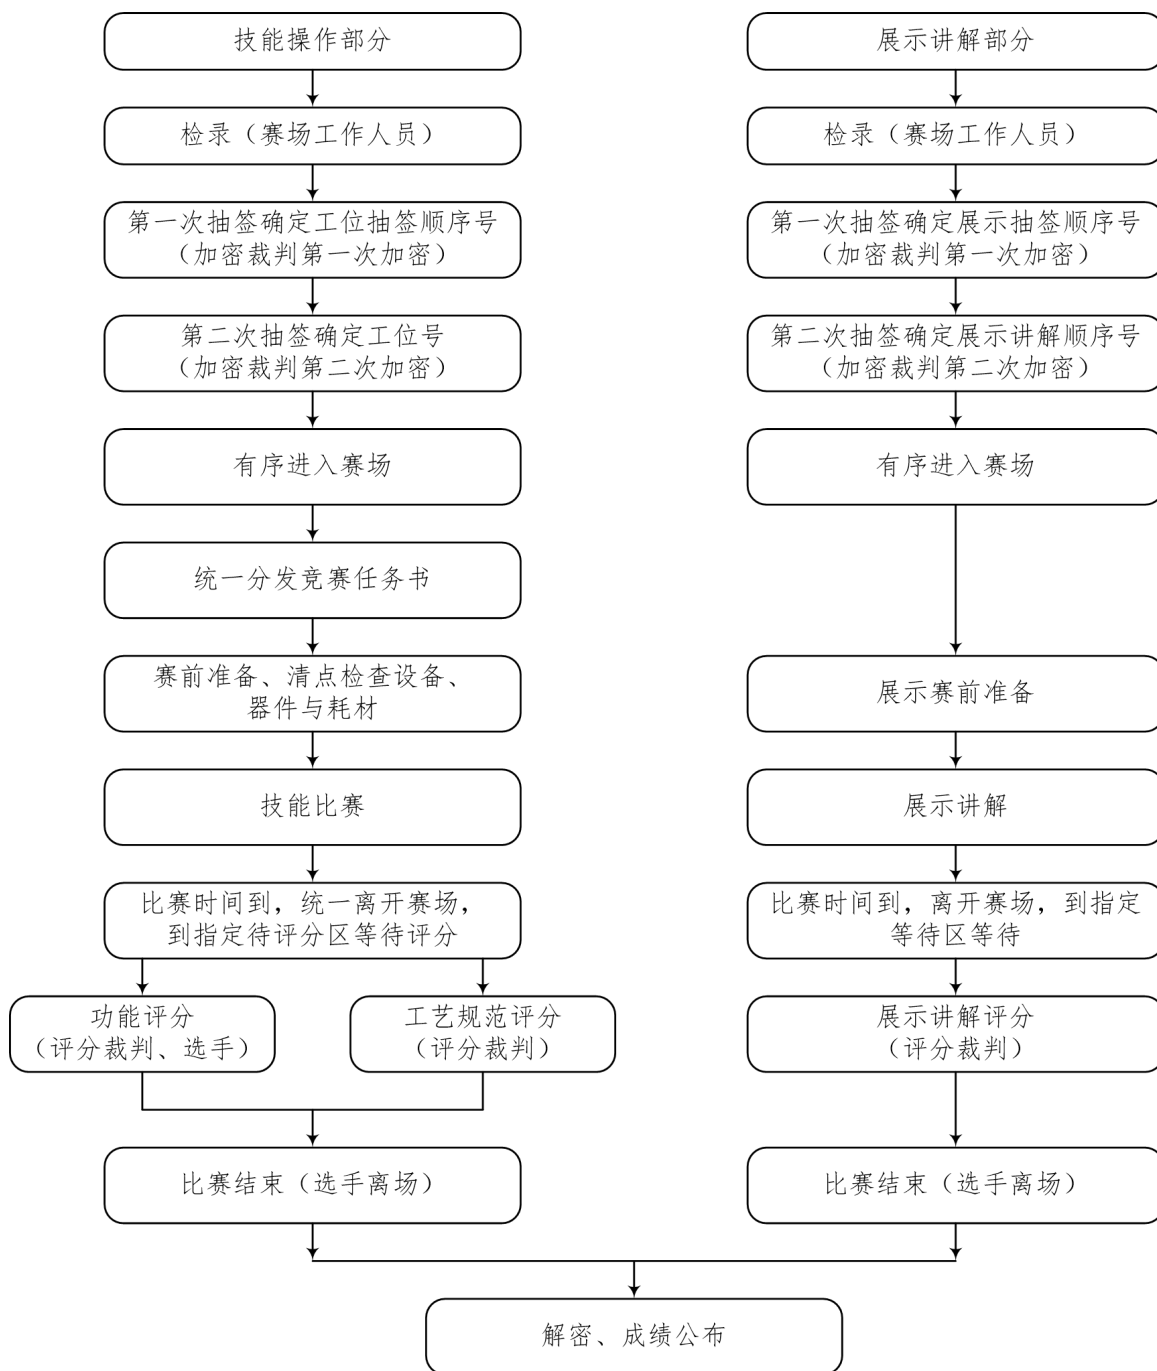 技能操作部分
检录（赛场工作人员）
第一次抽签确定工位抽签顺序号
（加密裁判第一次加密）
第二次抽签确定工位号
（加密裁判第二次加密）
有序进入赛场
统一分发竞赛任务书
赛前准备、清点检查设备、
器件与耗材
技能比赛
比赛时间到，统一离开赛场，
到指定待评分区等待评分
功能评分
（评分裁判、选手）
工艺规范评分
（评分裁判）
比赛结束（选手离场）
展示讲解部分
检录（赛场工作人员）
第一次抽签确定展示抽签顺序号
（加密裁判第一次加密）
第二次抽签确定展示讲解顺序号
（加密裁判第二次加密）
有序进入赛场
展示赛前准备
展示讲解
比赛时间到，离开赛场，到指定
等待区等待
展示讲解评分
（评分裁判）
比赛结束（选手离场）
解密、成绩公布